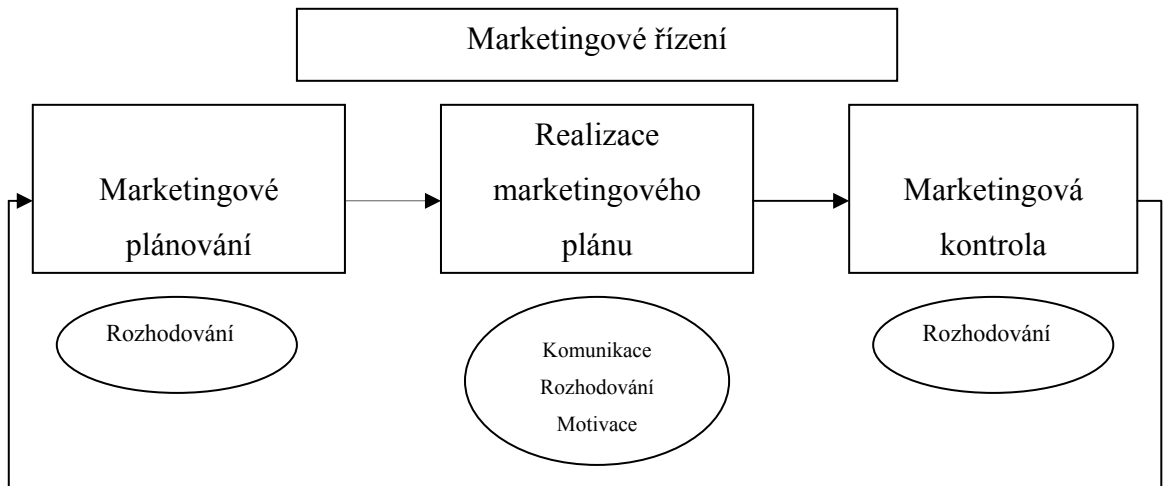 Marketingové řízení
Marketingové
plánování
Realizace
marketingového
plánu
Marketingová
kontrola
Rozhodování
Komunikace
Rozhodování
Motivace
Rozhodování